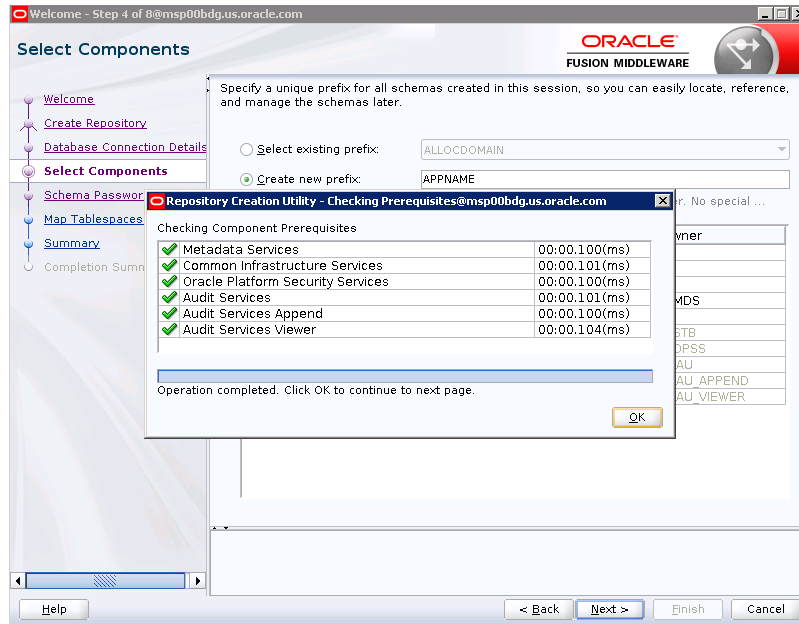 Welcome - Step 4 of 8@msp00bdg.us.oracle.com
Select Components
ORACLE
FUSION MIDDLEWARE
Welcome
Create Repository
Database Connection Details
Select Components
Schema Passwor
Map Tablespaces
Summary
Completion Summ
Specify a unique prefix for all schemas created in this session, so you can easily locate, reference,
and manage the schemas later.
Select existing prefix:
ALLOCDOMAIN
Create new prefix:
APPNAME
er. No special ...
wner
MDS
STB
OPSS
AU
AU_APPEND
AU_VIEWER
Repository Creation Utility - Checking Prerequisites@msp00bdg.us.oracle.com
Checking Component Prerequisites
Metadata Services 00:00.100(ms)
Common Infrastructure Services 00:00.101(ms)
Oracle Platform Security Services 00:00.100(ms)
Audit Services 00:00.101(ms)
Audit Services Append 00:00.100(ms)
Audit Services Viewer 00:00.104(ms)
Operation completed. Click OK to continue to next page.
OK
Help
< Back
Next >
Finish
Cancel